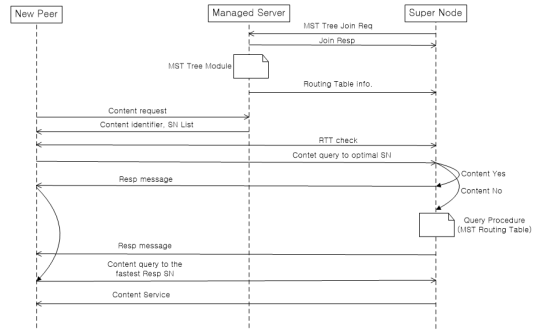 New Peer
Managed Server
Super Node
MST Tree Join Req
Join Resp
MST Tree Module
Routing Table info.
Content request
Content identifier, SN List
RTT check
Contet query to optimal SN
Content Yes
Resp message
Content No
Query Procedure
(MST Routing Table)
Resp message
Content query to the
fastest Resp SN
Content Service